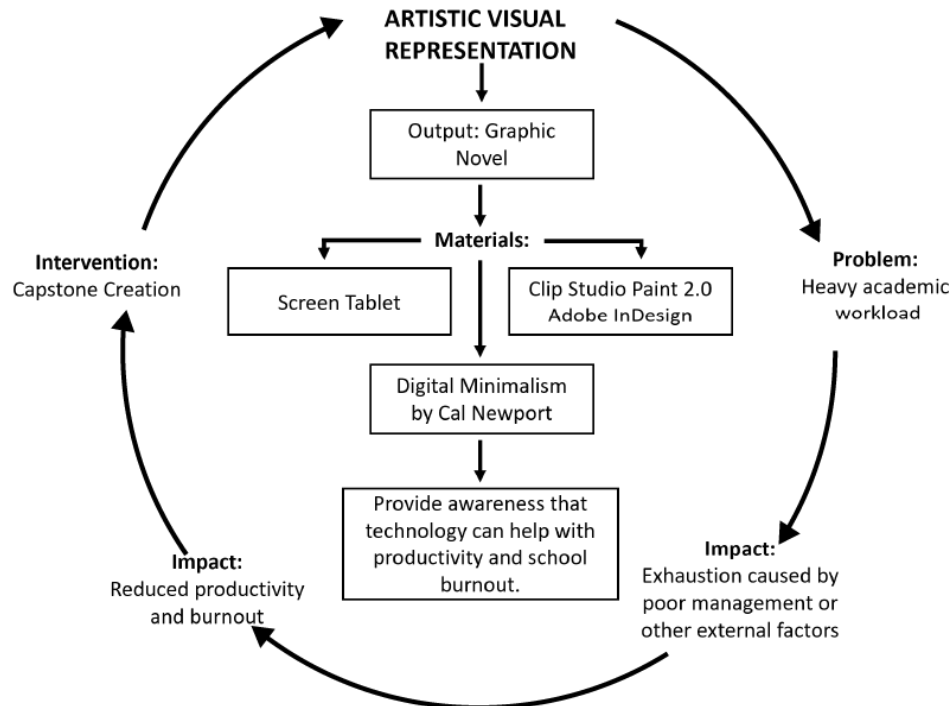 ARTISTIC VISUAL
REPRESENTATION
Output: Graphic
Novel
Materials:
Screen Tablet
Clip Studio Paint 2.0
Adobe InDesign
Digital Minimalism
by Cal Newport
Provide awareness that
technology can help with
productivity and school
burnout.
Problem:
Heavy academic
workload
Impact:
Exhaustion caused by
poor management or
other external factors
Impact:
Reduced productivity
and burnout
Intervention:
Capstone Creation